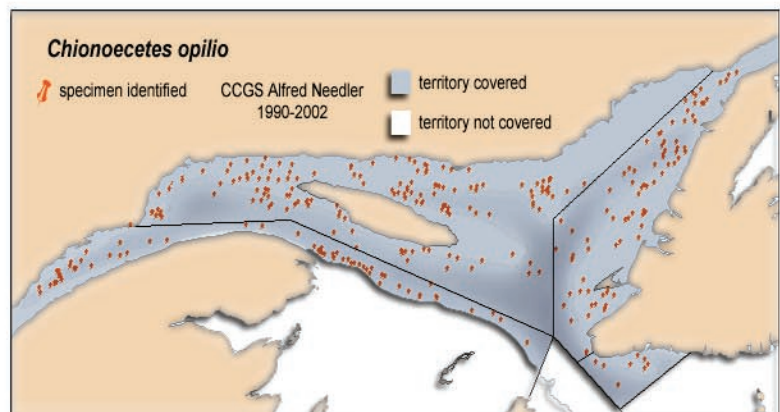 Chionoecetes opilio
specimen identified
CCGS Alfred Needler
1990-2002
territory covered
territory not covered